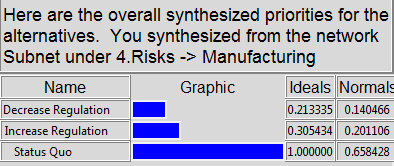 Here are the overall synthesized priorities for the
alternatives. You synthesized from the network
Subnet under 4.Risks -> Manufacturing
Name Graphic Ideals Normals
Decrease Regulation 0.213335 0.140466
Increase Regulation 0.305434 0.201106
Status Quo 1.000000 0.658428